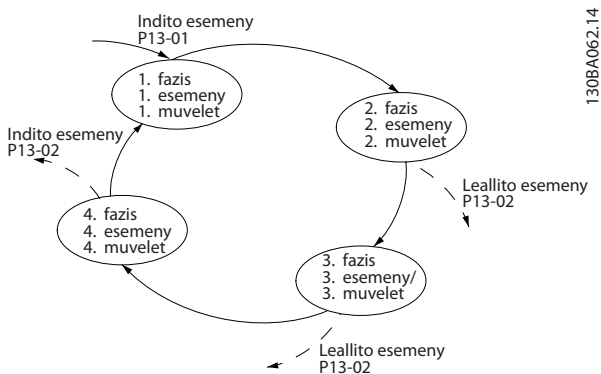 Indito esemeny
P13-01
130BA062.14
1. fazis
1. esemeny
1. muvelet
2. fazis
2. esemeny
2. muvelet
Indito esemeny
P13-02
Leallito esemeny
P13-02
4. fazis
4. esemeny
4. muvelet
3. fazis
3. esemeny/
3. muvelet
Leallito esemeny
P13-02